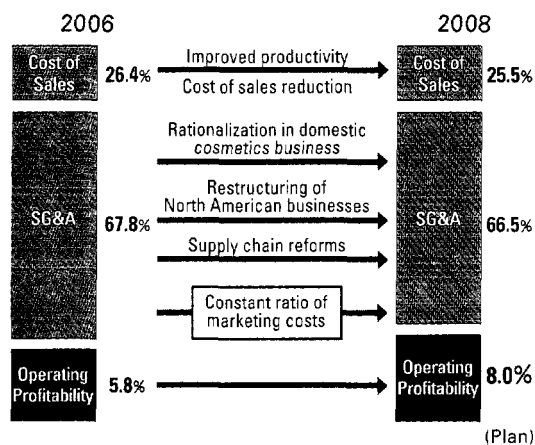 2006
2008
Cost of
Sales
26.4%
Improved productivity
Cost of sales reduction
Cost of
Sales
25.5%
Rationalization in domestic
cosmetics business
SG&A
67.8%
Restructuring of
North American businesses
SG&A
66.5%
Supply chain reforms
Constant ratio of
marketing costs
Operating
Profitability
5.8%
Operating
Profitability
8.0%
(Plan)